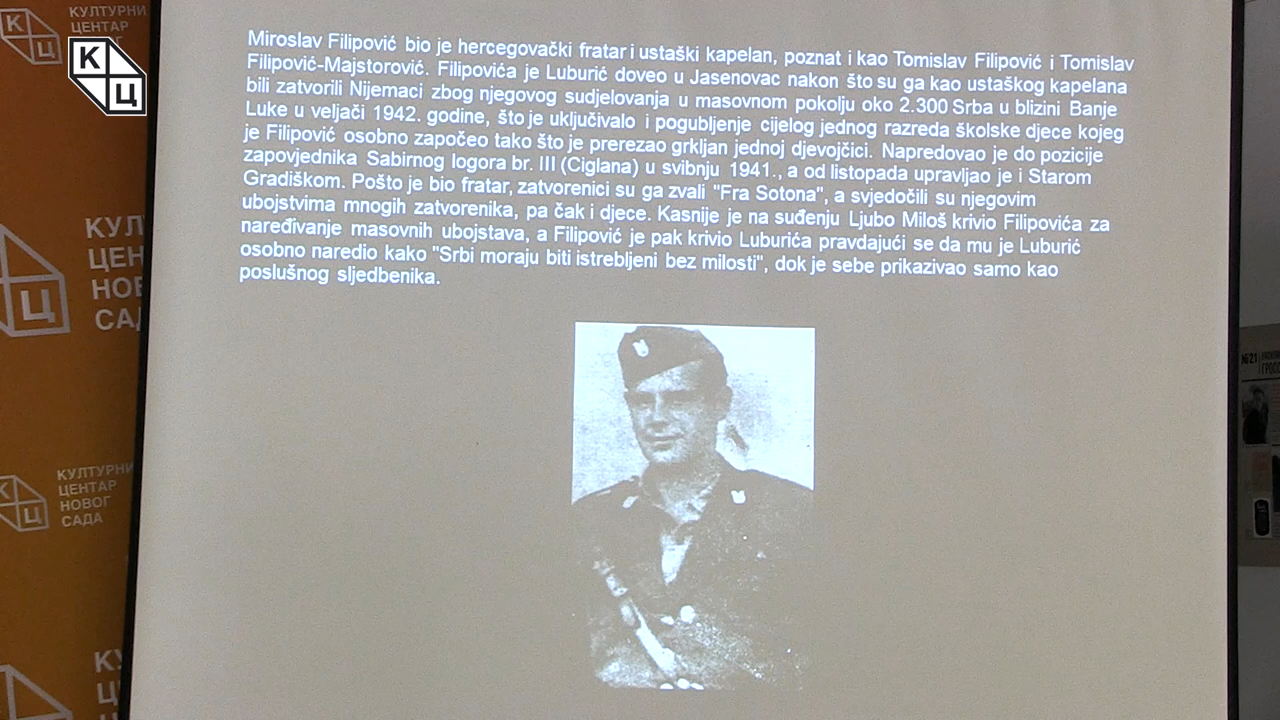 КУЛТУРНИ
ЦЕНТАР
К
Ц
Miroslav Filipović bio je hercegovački fratar i ustaški kapelan, poznat i kao Tomislav Filipović i Tomislav
Filipović-Majstorović. Filipovića je Luburić doveo u Jasenovac nakon što su ga kao ustaškog kapelana
bili zatvorili Nijemaci zbog njegovog sudjelovanja u masovnom pokolju oko 2.300 Srba u blizini Banje
Luke u veljači 1942. godine, što je uključivalo i pogubljenje cijelog jednog razreda školske djece kojeg
je Filipović osobno započeo tako što je prerezao grkljan jednoj djevojčici. Napredovao je do pozicije
zapovjednika Sabirnog logora br. III (Ciglana) u svibnju 1941., a od listopada upravljao je i Starom
Gradiškom. Pošto je bio fratar, zatvorenici su ga zvali "Fra Sotona", a svjedočili su njegovim
ubojstvima mnogih zatvorenika, pa čak i djece. Kasnije je na suđenju Ljubo Miloš krivio Filipovića za
naređivanje masovnih ubojstava, a Filipović je pak krivio Luburića pravdajući se da mu je Luburić
osobno naredio kako "Srbi moraju biti istrebljeni bez milosti", dok je sebe prikazivao samo kao
poslušnog sljedbenika.
КУЛ
ЦЕН
НОВ
САДА
Ц
КУЛТУРНИ
ЦЕНТАР
НОВОГ
САДА
Ц
№21